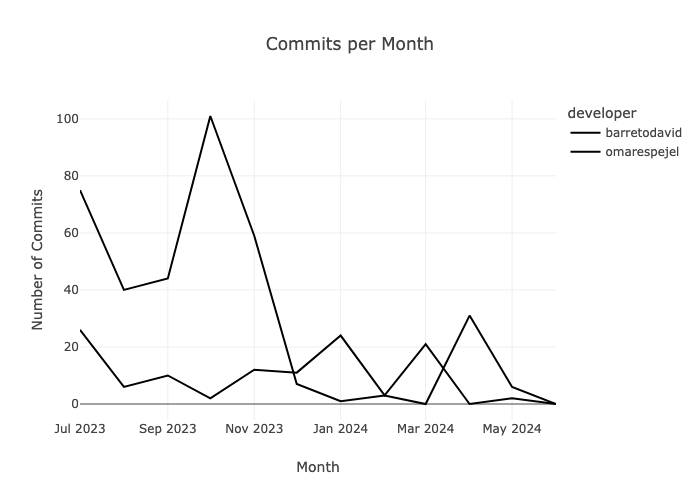 Commits per Month
developer
barretodavid
omarespejel
Number of Commits
100
80
60
40
20
0
Jul 2023 Sep 2023 Nov 2023 Jan 2024 Mar 2024 May 2024
Month